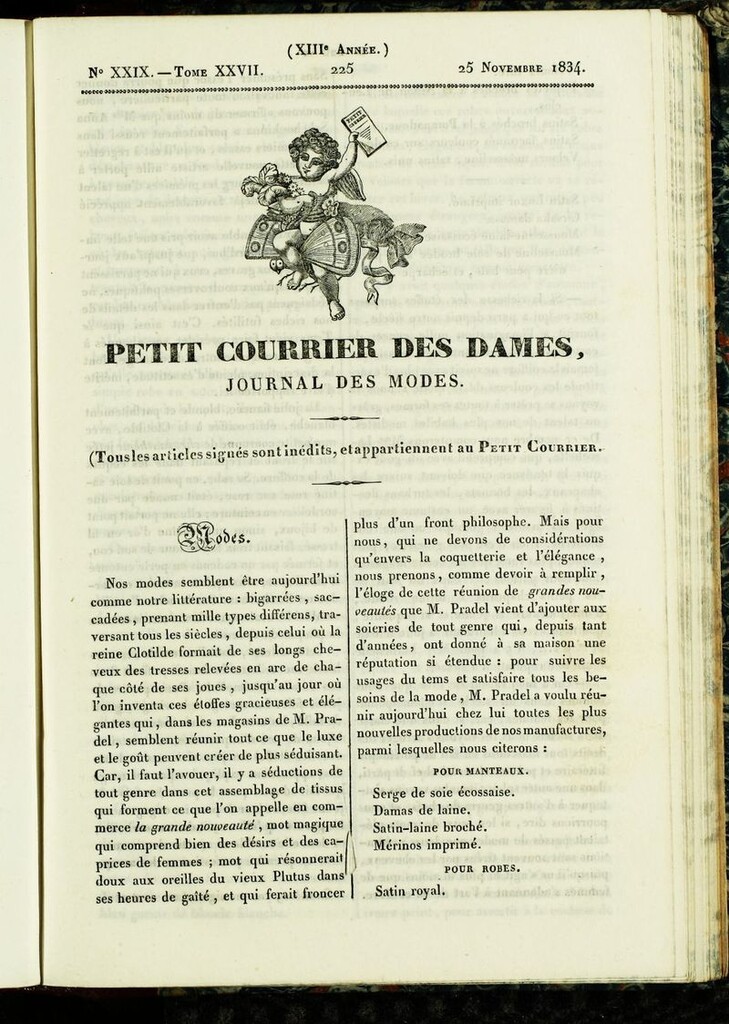 (XIIIe Année.)
No XXIX. — Tome XXVII. 225 25 Novembre 1834.
PETIT COURRIER
PETIT COURRIER DES DAMES,
JOURNAL DES MODES.
(Tous les articles signés sont inédits, et appartiennent au Petit Courrier.
Modes.
Nos modes semblent être aujourd'hui
comme notre littérature : bigarrées, sac-
cadées, prenant mille types différens, tra-
versant tous les siècles, depuis celui où la
reine Clotilde formait de ses longs che-
veux des tresses relevées en arc de cha-
que côté de ses joues, jusqu'au jour où
l'on inventa ces étoffes gracieuses et élé-
gantes qui, dans les magasins de M. Pra-
del, semblent réunir tout ce que le luxe
et le goût peuvent créer de plus séduisant.
Car, il faut l'avouer, il y a séductions de
tout genre dans cet assemblage de tissus
qui forment ce que l'on appelle en com-
merce la grande nouveauté, mot magique
qui comprend bien des désirs et des ca-
prices de femmes ; mot qui résonnerait
doux aux oreilles du vieux Plutus dans
ses heures de gaîté, et qui ferait froncer
plus d'un front philosophe. Mais pour
nous, qui ne devons de considérations
qu'envers la coquetterie et l'élégance,
nous prenons, comme devoir à remplir,
l'éloge de cette réunion de grandes nou-
veautés que M. Pradel vient d'ajouter aux
soieries de tout genre qui, depuis tant
d'années, ont donné à sa maison une
réputation si étendue : pour suivre les
usages du tems et satisfaire tous les be-
soins de la mode, M. Pradel a voulu réu-
nir aujourd'hui chez lui toutes les plus
nouvelles productions de nos manufactures,
parmi lesquelles nous citerons :
POUR MANTEAUX.
Serge de soie écossaise.
Damas de laine.
Satin-laine broché.
Mérinos imprimé.
POUR ROBES.
Satin royal.